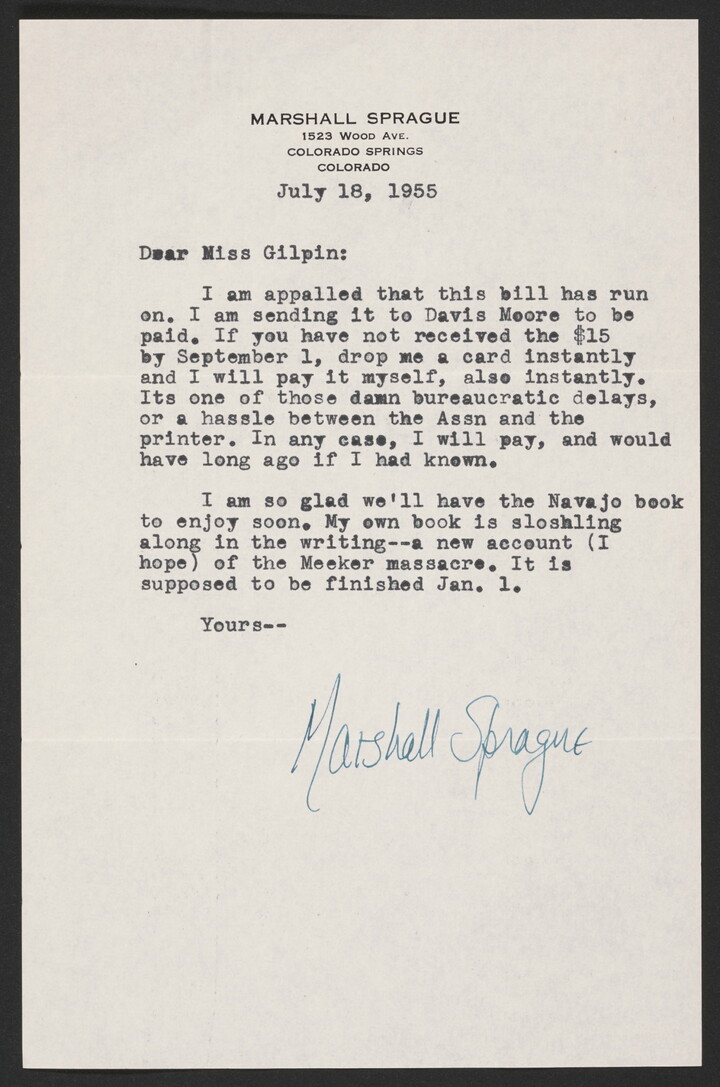 MARSHALL SPRAGUE
1523 WOOD AVE.
COLORADO SPRINGS
COLORADO
July 18, 1955
Dear Miss Gilpin:
I am appalled that this bill has run
on. I am sending it to Davis Moore to be
paid. If you have not received the $15
by September 1, drop me a card instantly
and I will pay it myself, also instantly.
Its one of those damn bureaucratic delays,
or a hassle between the Assn and the
printer. In any case, I will pay, and would
have long ago if I had known.
I am so glad we'll have the Navajo book
to enjoy soon. My own book is sloshling
along in the writing--a new account (I
hope) of the Meeker massacre. It is
supposed to be finished Jan. 1.
Yours--
Marshall Sprague